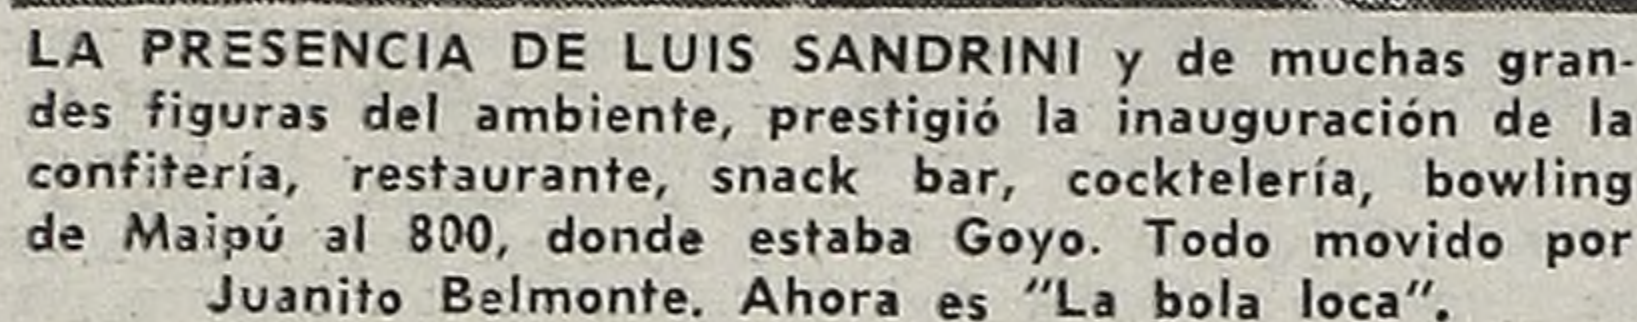 LA PRESENCIA DE LUIS SANDRINI y de muchas gran-
des figuras del ambiente, prestigió la inauguración de la
confitería, restaurante, snack bar, cocktelería, bowling
de Maipú al 800, donde estaba Goyo. Todo movido por
Juanito Belmonte. Ahora es "La bola loca".